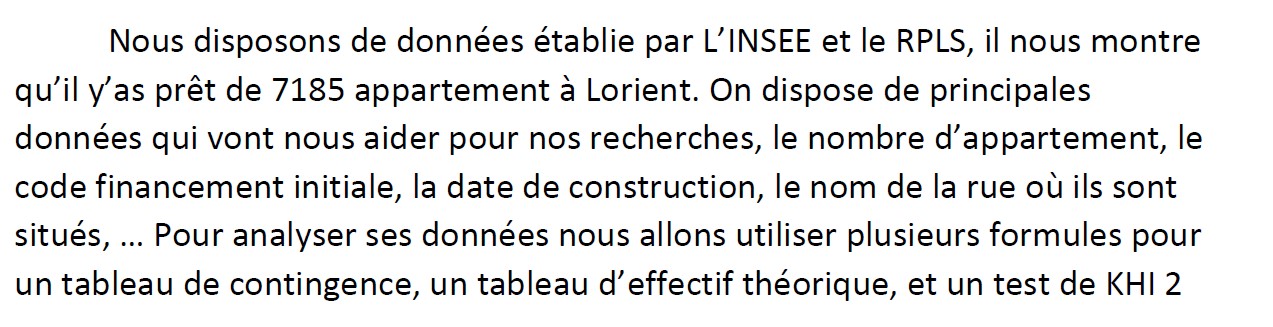 Nous disposons de données établie par L’INSEE et le RPLS, il nous montre
qu’il y’as prêt de 7185 appartement à Lorient. On dispose de principales
données qui vont nous aider pour nos recherches, le nombre d’appartement, le
code financement initiale, la date de construction, le nom de la rue où ils sont
situés, … Pour analyser ses données nous allons utiliser plusieurs formules pour
un tableau de contingence, un tableau d’effectif théorique, et un test de KHI 2